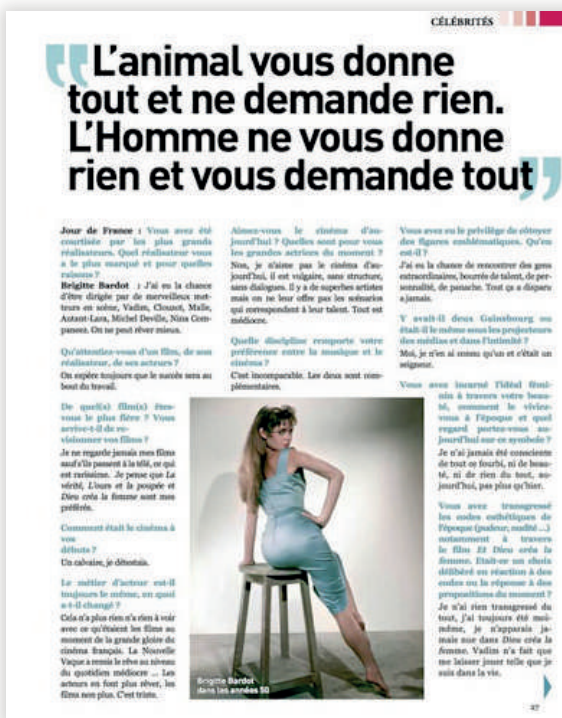 CÉLÉBRITÉS
“L’animal vous donne
tout et ne demande rien.
L’Homme ne vous donne
rien et vous demande tout”
Jour de France : Vous avez été
courtisée par les plus grands
réalisateurs. Quel réalisateur vous
a le plus marqué et pour quelles
raisons ?
Brigitte Bardot : J’ai eu la chance
d’être dirigée par de merveilleux met-
teurs en scène, Vadim, Clouzot, Malle,
Autant-Lara, Michel Deville, Nina Com-
paneez. On ne peut rêver mieux.
Qu’attentiez-vous d’un film, de son
réalisateur, de ses acteurs ?
On espère toujours que le succès sera au
bout du travail.
De quel(s) film(s) êtes-
vous le plus fière ? Vous
arrive-t-il de re-
visionner vos films ?
Je ne regarde jamais mes films
sauf s’ils passent à la télé, ce qui
est rarissime. Je pense que La
vérité, L’ours et la poupée et
Dieu créa la femme sont mes
préférés.
Comment était le cinéma à
vos
débuts ?
Un calvaire, je détestais.
Le métier d’acteur est-il
toujours le même, en quoi
a-t-il changé ?
Cela n’a plus rien n’a rien à voir
avec ce qu’étaient les films au
moment de la grande gloire du
cinéma français. La Nouvelle
Vague a remis le rêve au niveau
du quotidien médiocre ... Les
acteurs en font plus rêver, les
films non plus. C’est triste.
Aimez-vous le cinéma d’au-
jourd’hui ? Quelles sont pour vous
les grandes actrices du moment ?
Non, je n’aime pas le cinéma d’au-
jourd’hui, il est vulgaire, sans structure,
sans dialogues. Il y a de superbes artistes
mais on ne leur offre pas les scénarios
qui correspondent à leur talent. Tout est
médiocre.
Quelle discipline remporte votre
préférence entre la musique et le
cinéma ?
C’est incomparable. Les deux sont com-
plémentaires.
Brigitte Bardot
dans les années 50
Vous avez eu le privilège de côtoyer
des figures emblématiques. Qu’en
est-il ?
J’ai eu la chance de rencontrer des gens
extraordinaires, bourrés de talent, de per-
sonnalité, de panache. Tout ça a disparu
a jamais.
Y avait-il deux Gainsbourg ou
était-il le même sous les projecteurs
des médias et dans l’intimité ?
Moi, je n’en ai connu qu’un et c’était un
seigneur.
Vous avez incarné l’idéal fémi-
nin à travers votre beau-
té, comment le viviez-
vous à l’époque et quel
regard portez-vous au-
jourd’hui sur ce symbole ?
Je n’ai jamais été consciente
de tout ce fourbi, ni de beau-
té, ni de rien du tout, au-
jourd’hui, pas plus qu’hier.
Vous avez transgressé
les codes esthétiques de
l’époque (pudeur, nudité ...)
notamment à travers
le film Et Dieu créa la
femme. Etait-ce un choix
délibéré en réaction à des
codes ou la réponse à des
propositions du moment ?
Je n’ai rien transgressé du
tout, j’ai toujours été moi-
même, je n’apparais ja-
mais nue dans Dieu créa la
femme. Vadim n’a fait que
me laisser jouer telle que je
suis dans la vie.
27